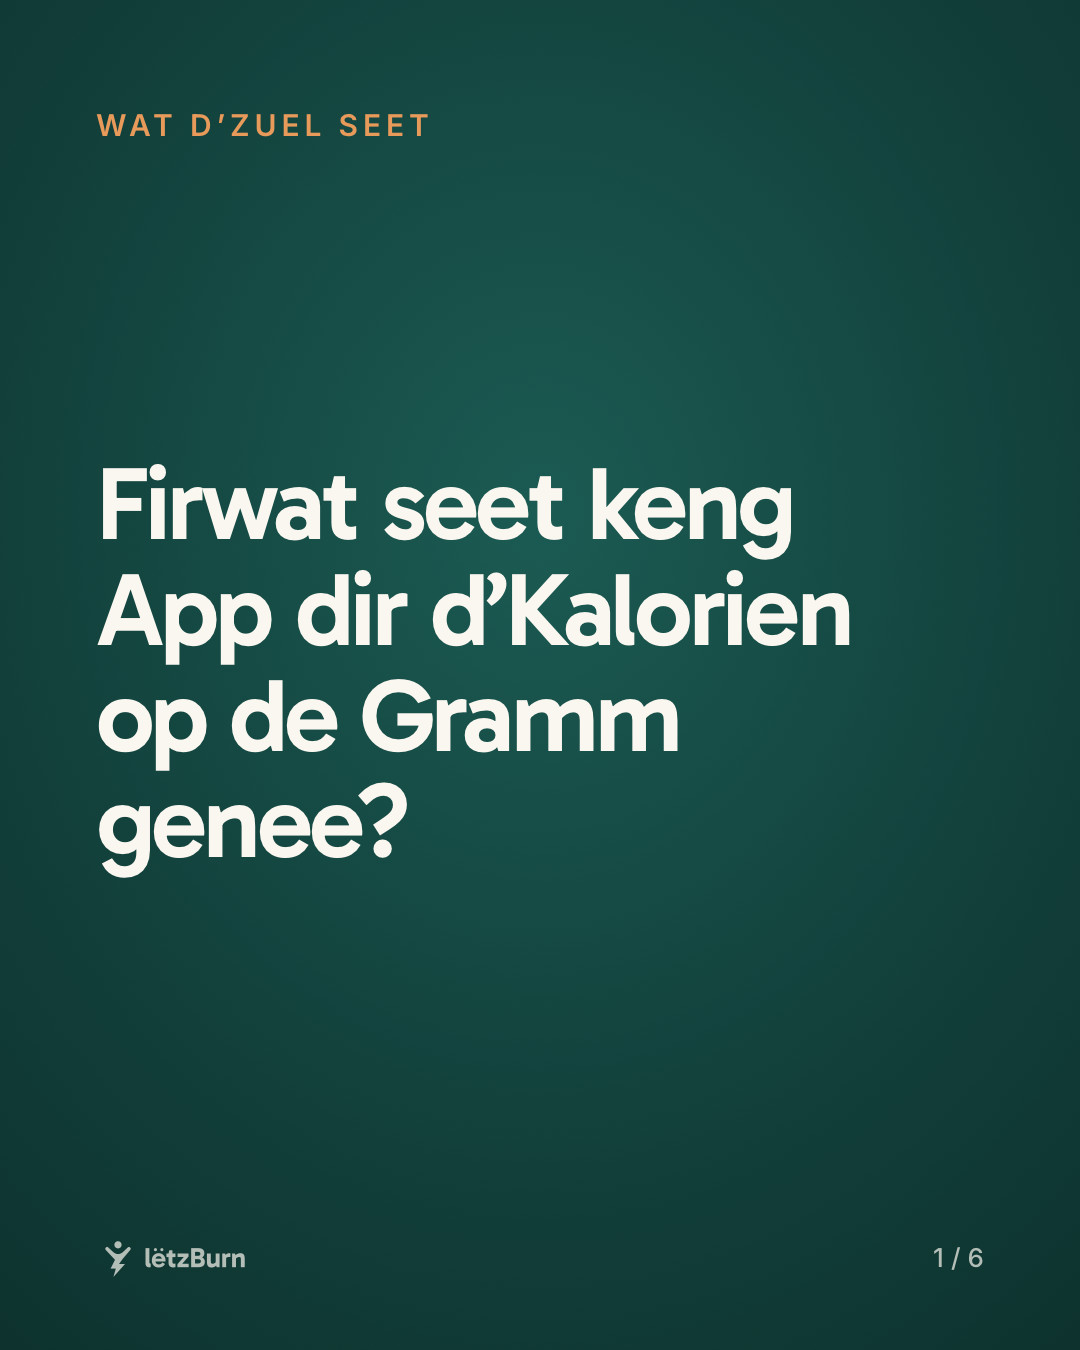 WAT D’ZUEL SEET
Firwat seet keng
App dir d’Kalorien
op de Gramm
genee?
lëtzBurn
1 / 6